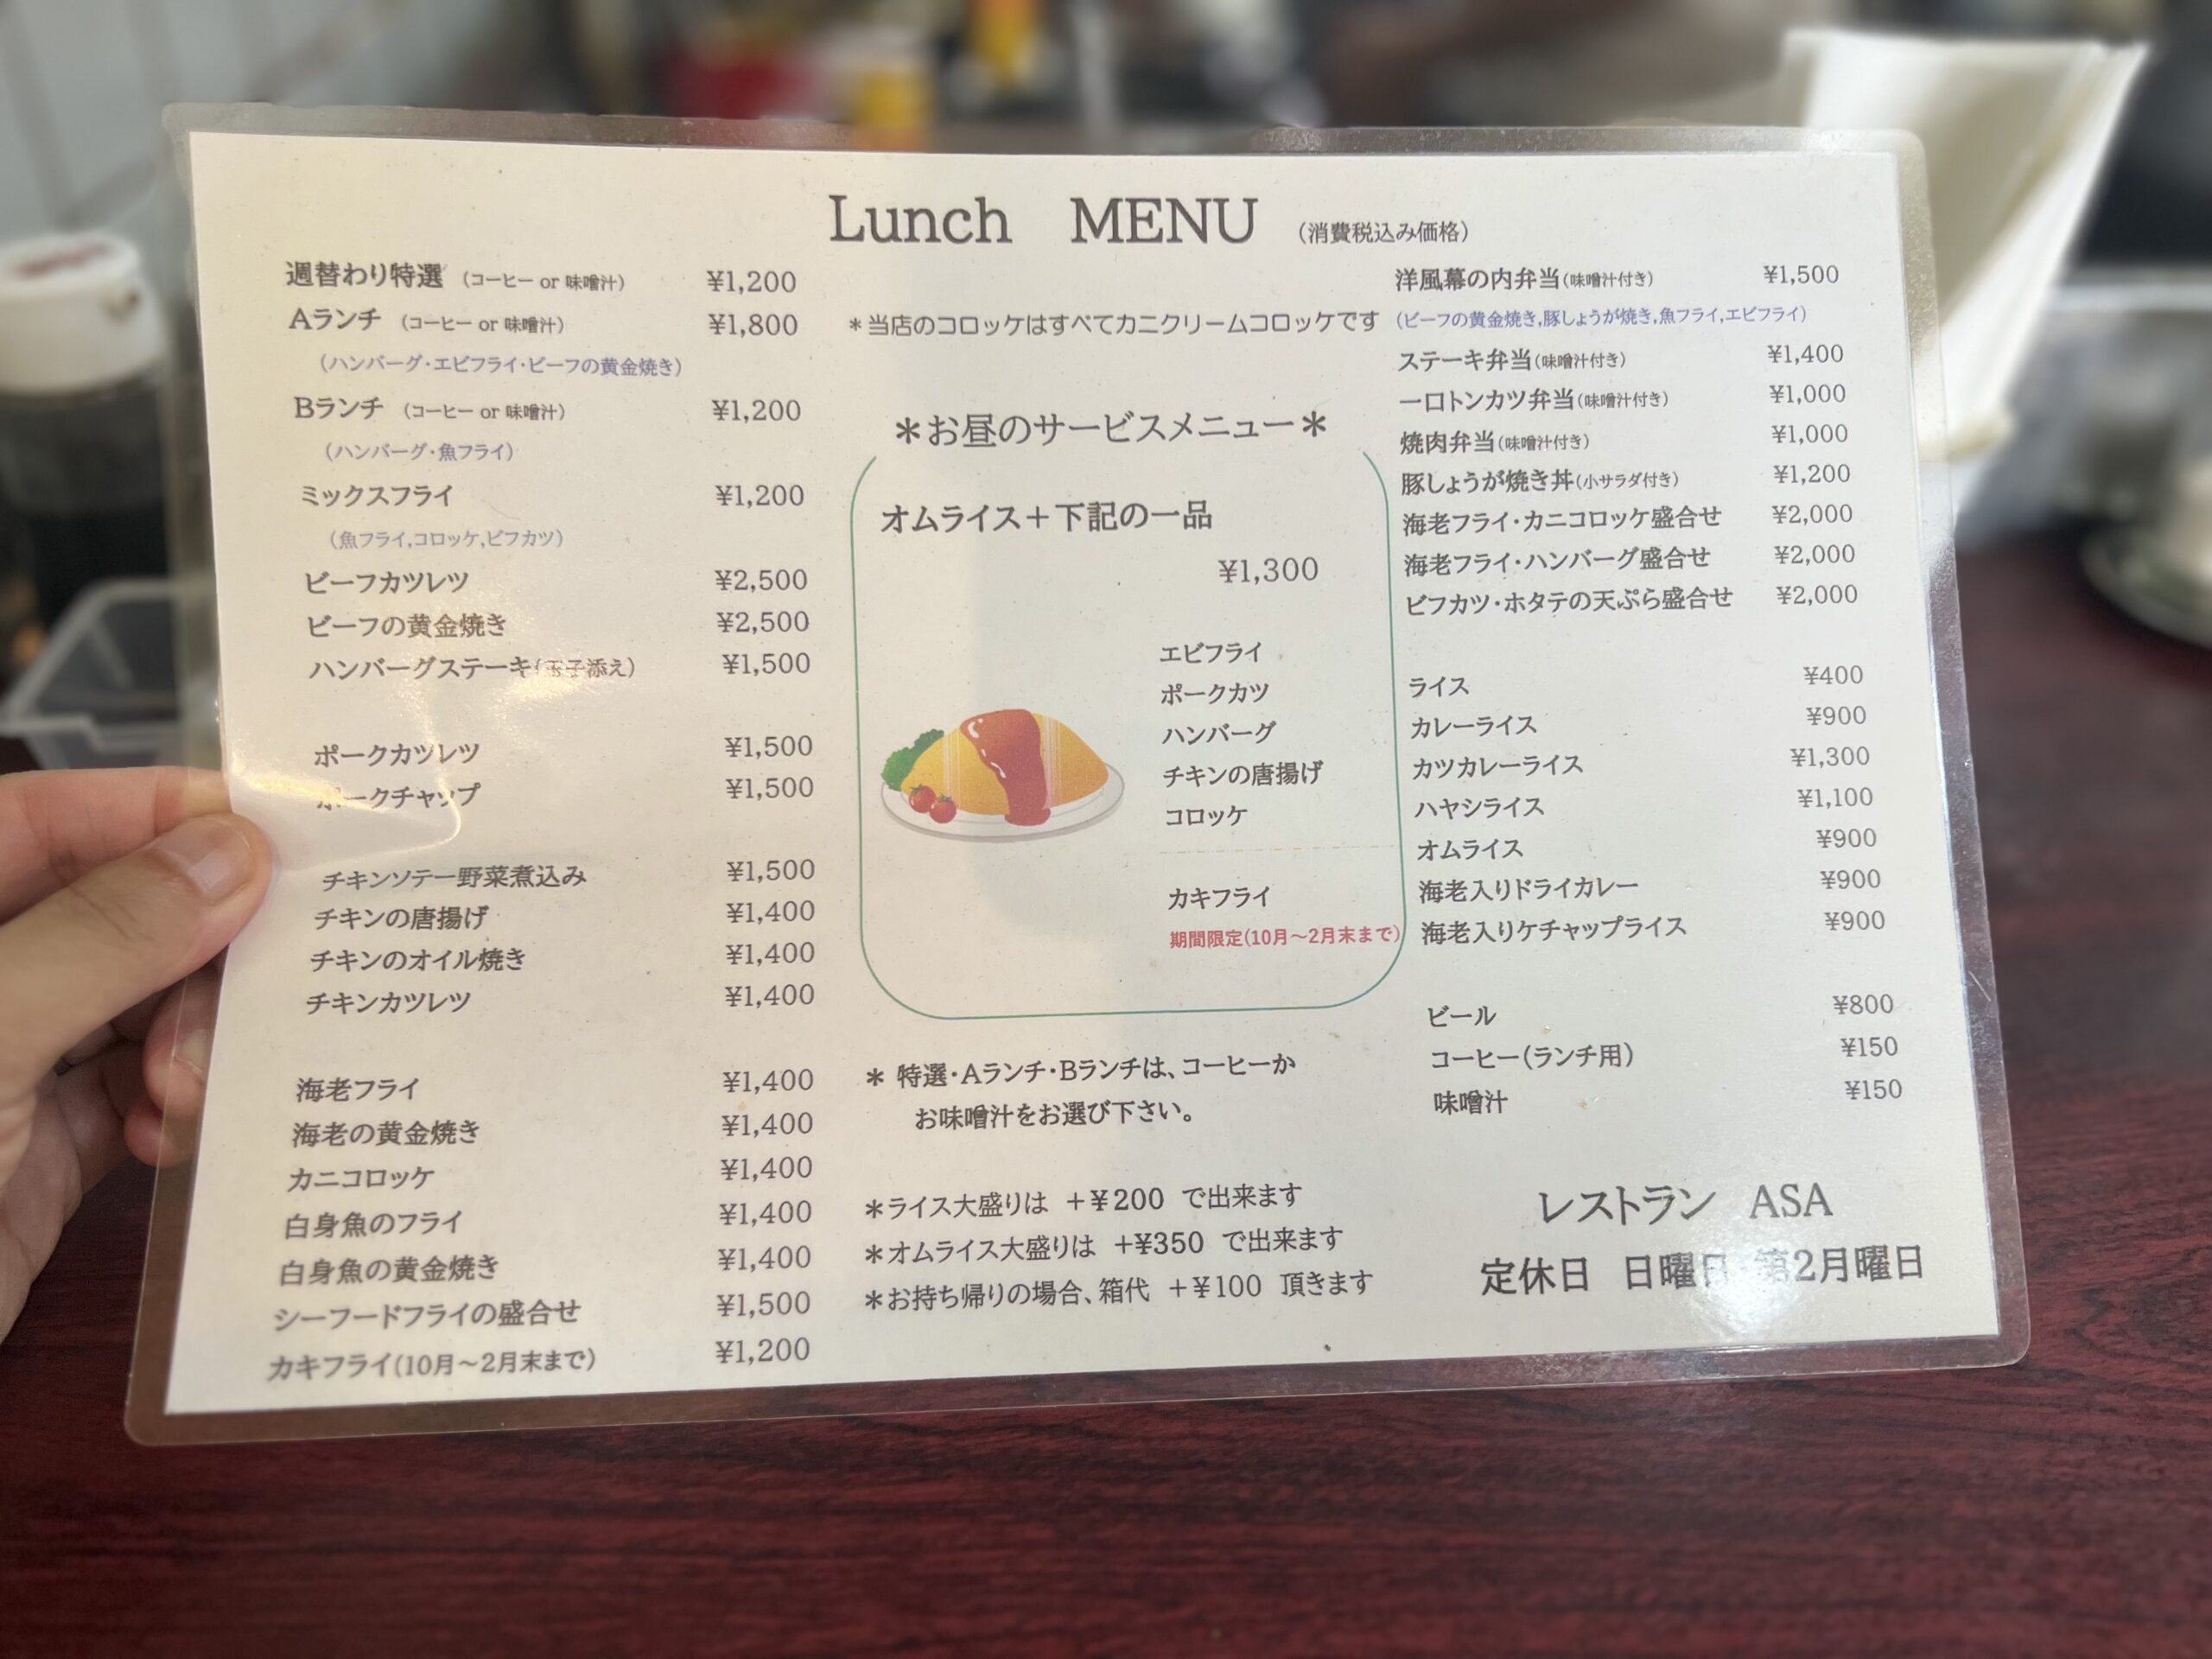 Lunch MENU (消費税込み価格)
週替わり特選 (コーヒー or 味噌汁) ¥1,200
Aランチ (コーヒー or 味噌汁) ¥1,800
(ハンバーグ・エビフライ・ビーフの黄金焼き)
Bランチ (コーヒー or 味噌汁) ¥1,200
(ハンバーグ・魚フライ)
ミックスフライ ¥1,200
(魚フライ,コロッケ,ビフカツ)
ビーフカツレツ ¥2,500
ビーフの黄金焼き ¥2,500
ハンバーグステーキ(玉子添え) ¥1,500
ポークカツレツ ¥1,500
ポークチャップ ¥1,500
チキンソテー野菜煮込み ¥1,500
チキンの唐揚げ ¥1,400
チキンのオイル焼き ¥1,400
チキンカツレツ ¥1,400
海老フライ ¥1,400
海老の黄金焼き ¥1,400
カニコロッケ ¥1,400
白身魚のフライ ¥1,400
白身魚の黄金焼き ¥1,400
シーフードフライの盛合せ ¥1,500
カキフライ(10月～2月末まで) ¥1,200
＊当店のコロッケはすべてカニクリームコロッケです
＊お昼のサービスメニュー＊
オムライス＋下記の一品
¥1,300
エビフライ
ポークカツ
ハンバーグ
チキンの唐揚げ
コロッケ
カキフライ
期間限定(10月～2月末まで)
＊ 特選・Aランチ・Bランチは、コーヒーか
お味噌汁をお選び下さい。
＊ライス大盛りは ＋¥200 で出来ます
＊オムライス大盛りは +¥350 で出来ます
＊お持ち帰りの場合、箱代 ＋¥100 頂きます
洋風幕の内弁当(味噌汁付き) ¥1,500
(ビーフの黄金焼き,豚しょうが焼き,魚フライ,エビフライ)
ステーキ弁当(味噌汁付き) ¥1,400
一口トンカツ弁当(味噌汁付き) ¥1,000
焼肉弁当(味噌汁付き) ¥1,000
豚しょうが焼き丼(小サラダ付き) ¥1,200
海老フライ・カニコロッケ盛合せ ¥2,000
海老フライ・ハンバーグ盛合せ ¥2,000
ビフカツ・ホタテの天ぷら盛合せ ¥2,000
ライス ¥400
カレーライス ¥900
カツカレーライス ¥1,300
ハヤシライス ¥1,100
オムライス ¥900
海老入りドライカレー ¥900
海老入りケチャップライス ¥900
ビール ¥800
コーヒー(ランチ用) ¥150
味噌汁 ¥150
レストラン ASA
定休日 日曜日 第2月曜日